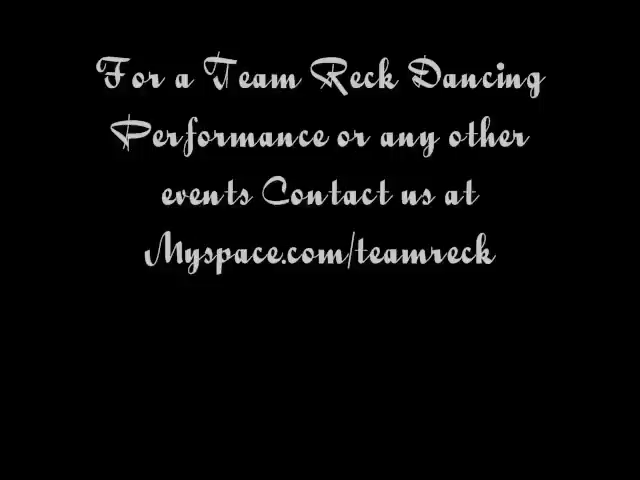 For a Team Reck Dancing
Performance or any other
events Contact us at
Myspace.com/teamreck